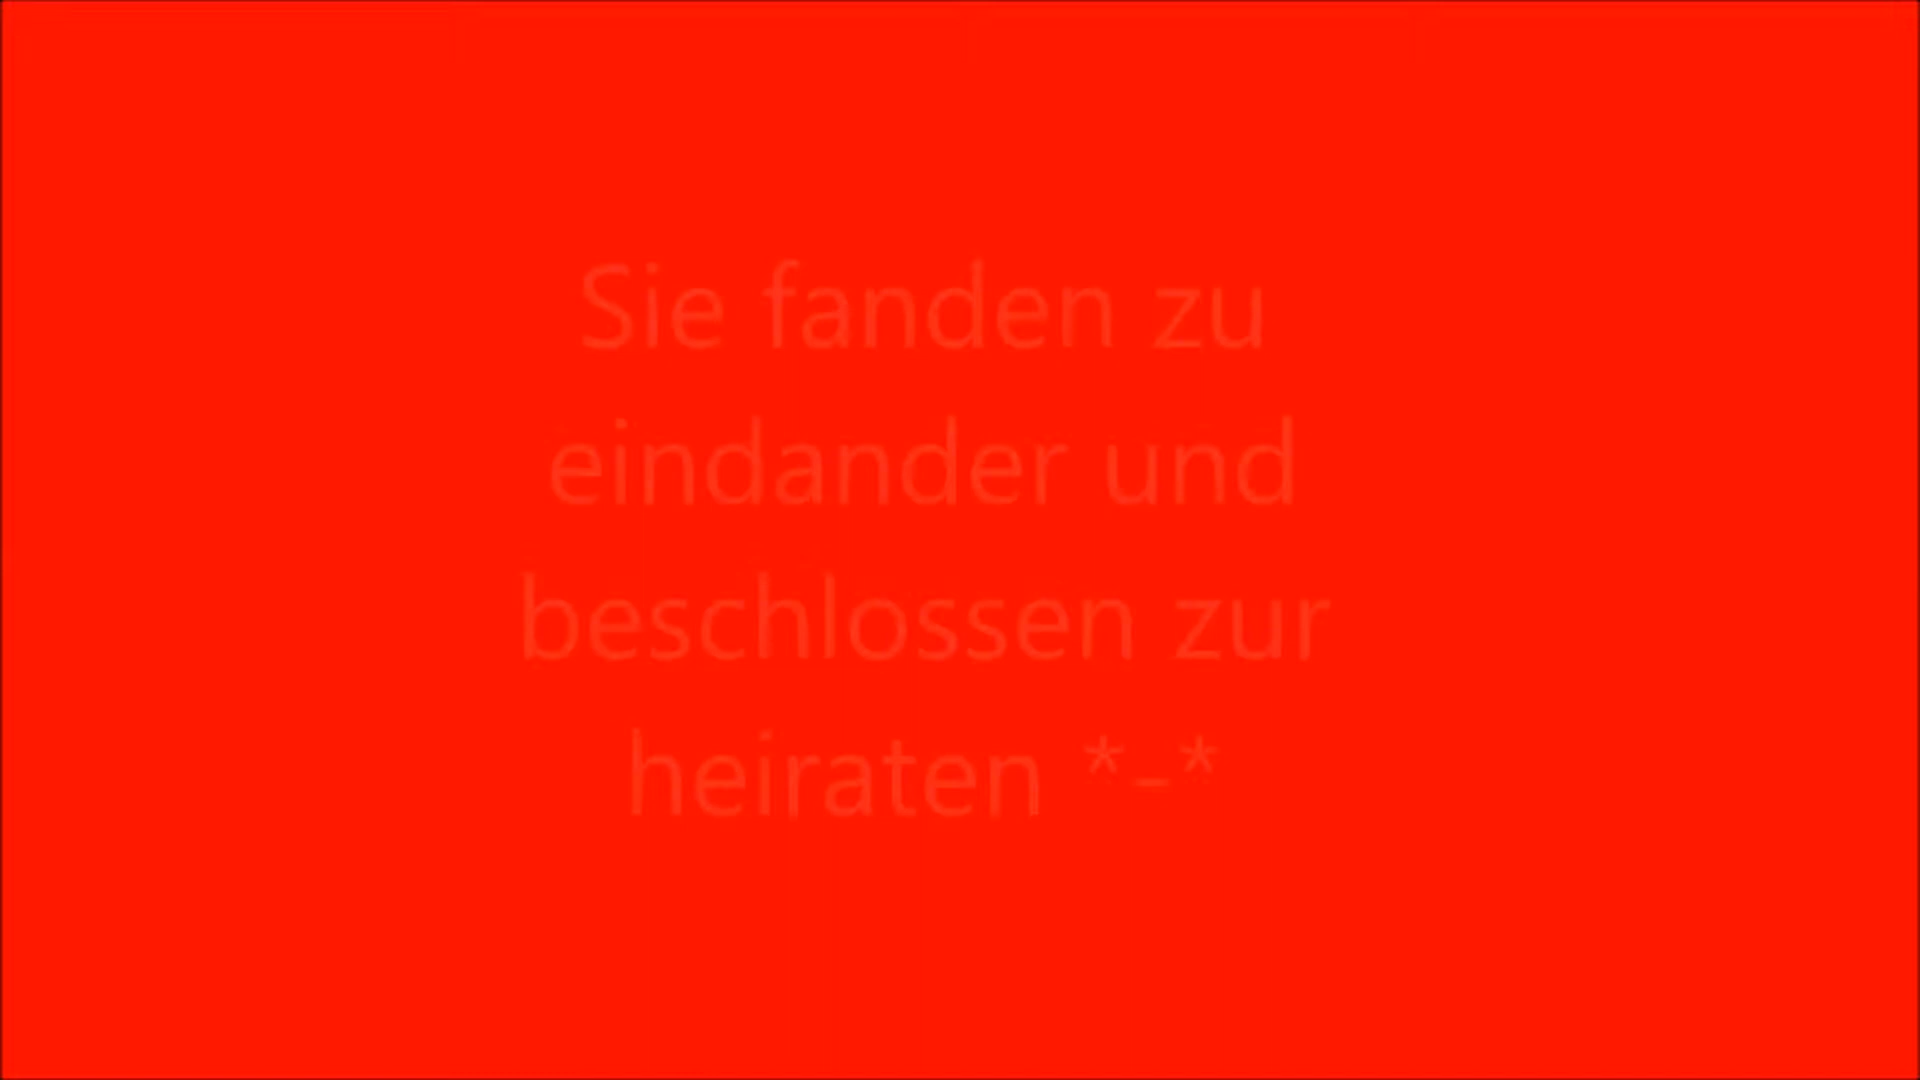 Sie fanden zu
eindander und
beschlossen zur
heiraten *-*